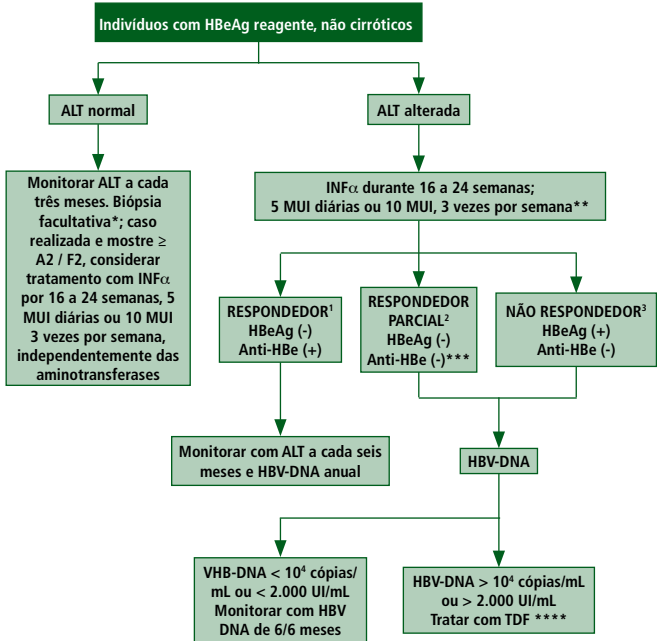 Indivíduos com HBeAg reagente, não cirróticos
ALT normal
ALT alterada
Monitorar ALT a cada
três meses. Biópsia
facultativa*; caso
realizada e mostre ≥
A2 / F2, considerar
tratamento com INFα
por 16 a 24 semanas, 5
MUI diárias ou 10 MUI
3 vezes por semana,
independentemente das
aminotransferases
INFα durante 16 a 24 semanas;
5 MUI diárias ou 10 MUI, 3 vezes por semana**
RESPONDEDOR¹
HBeAg (-)
Anti-HBe (+)
RESPONDEDOR
PARCIAL²
HBeAg (-)
Anti-HBe (-)***
NÃO RESPONDEDOR³
HBeAg (+)
Anti-HBe (-)
Monitorar com ALT a cada seis
meses e HBV-DNA anual
HBV-DNA
VHB-DNA < 10⁴ cópias/
mL ou < 2.000 UI/mL
Monitorar com HBV
DNA de 6/6 meses
HBV-DNA > 10⁴ cópias/mL
ou > 2.000 UI/mL
Tratar com TDF ****